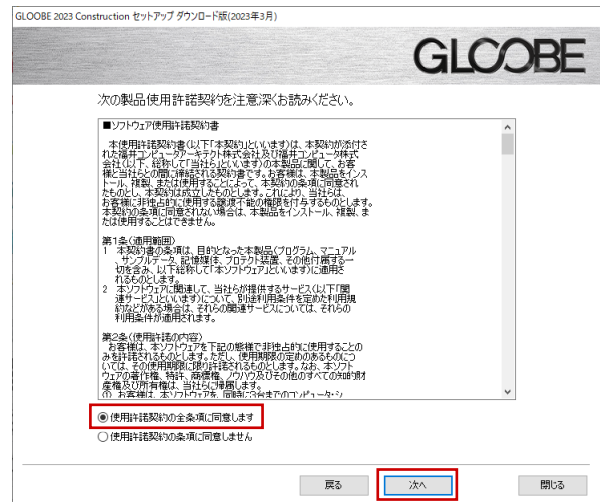 GLOOBE 2023 Construction セットアップ ダウンロード版(2023年3月)
GLOOBE
次の製品使用許諾契約を注意深くお読みください。
■ソフトウェア使用許諾契約書
本使用許諾契約書(以下「本契約」といいます)は、本契約が添付さ
れた福井コンピュータアーキテクト株式会社及び福井コンピュータ株式
会社(以下、総称して「当社ら」といいます)の本製品に関して、お客
様と当社らとの間に締結される契約書です。お客様は、本製品をインス
トール、複製、または使用することによって、本契約の条項に同意され
たものとし、本契約は成立したものとします。これにより、当社らは、
お客様に非独占的に使用する譲渡不能の権限を付与するものとします。
本契約の条項に同意されない場合は、本製品をインストール、複製、ま
たは使用することはできません。
第1条(適用範囲)
1 本契約書の条項は、目的となった本製品(プログラム、マニュアル
、サンプルデータ、記憶媒体、プロテクト装置、その他付属する一
切を含み、以下総称して「本ソフトウェア」といいます)に適用さ
れるものとします。
2 本ソフトウェアに関連して、当社らが提供するサービス(以下「関
連サービス」といいます)について、別途利用条件を定めた利用規
約などがある場合は、それらの関連サービスについては、それらの
利用条件が適用されます。
第2条(使用許諾の内容)
お客様は、本ソフトウェアを下記の態様で非独占的に使用することの
みを許諾されるものとします。ただし、使用期限の定めのあるものにつ
いては、その使用期限に限り許諾されるものとします。なお、本ソフト
ウェアの著作権、特許、商標権、ノウハウ及びその他のすべての知的財
産権及び所有権は、当社らに帰属します。
① お客様は、本ソフトウェアを、同時に3台までのコンピュータ・シ
使用許諾契約の全条項に同意します
使用許諾契約の条項に同意しません
戻る 次へ 閉じる